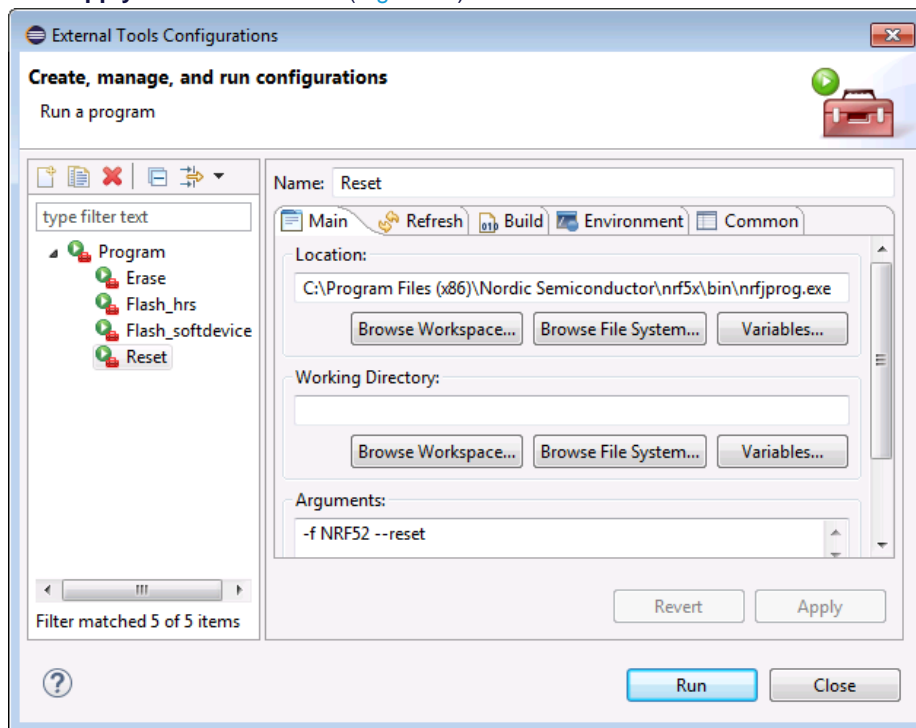 External Tools Configurations
Create, manage, and run configurations
Run a program
type filter text
Program
Erase
Flash_hrs
Flash_softdevice
Reset
Filter matched 5 of 5 items
Name: Reset
Main Refresh Build Environment Common
Location:
C:\Program Files (x86)\Nordic Semiconductor\nrf5x\bin\nrfjprog.exe
Browse Workspace... Browse File System... Variables...
Working Directory:
Browse Workspace... Browse File System... Variables...
Arguments:
-f NRF52 --reset
Revert Apply
Run Close